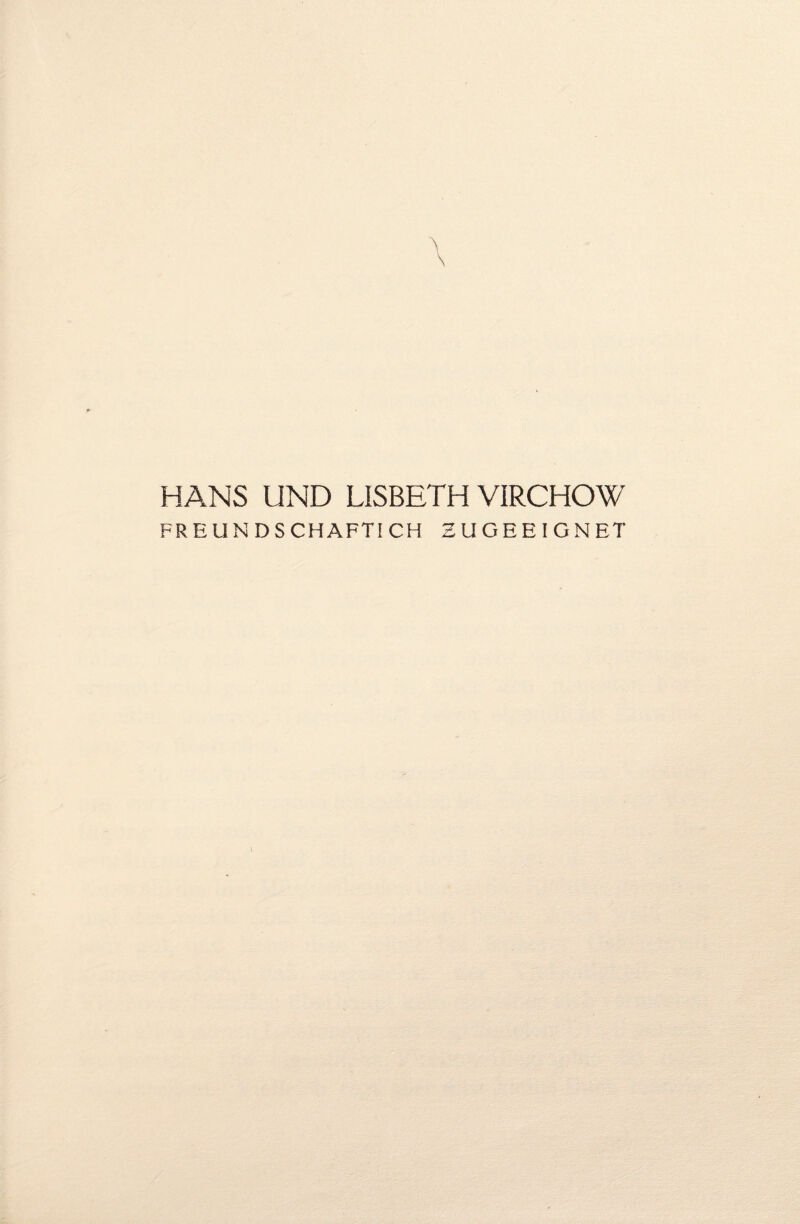 HANS UND LISBETH VIRCHOW
FREUNDSCHAFTICH ZUGEEIGNET